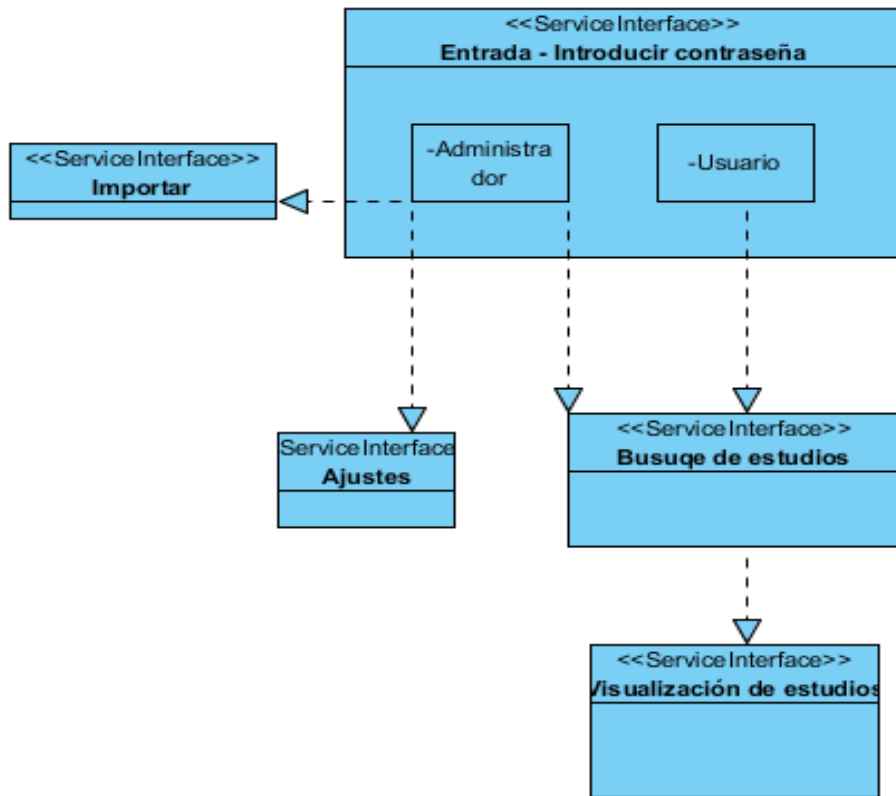 <<ServiceInterface>>
Entrada - Introducir contraseña
-Administra
dor
-Usuario
<<ServiceInterface>>
Importar
ServiceInterface
Ajustes
<<ServiceInterface>>
Busuqe de estudios
<<ServiceInterface>>
Visualización de estudios